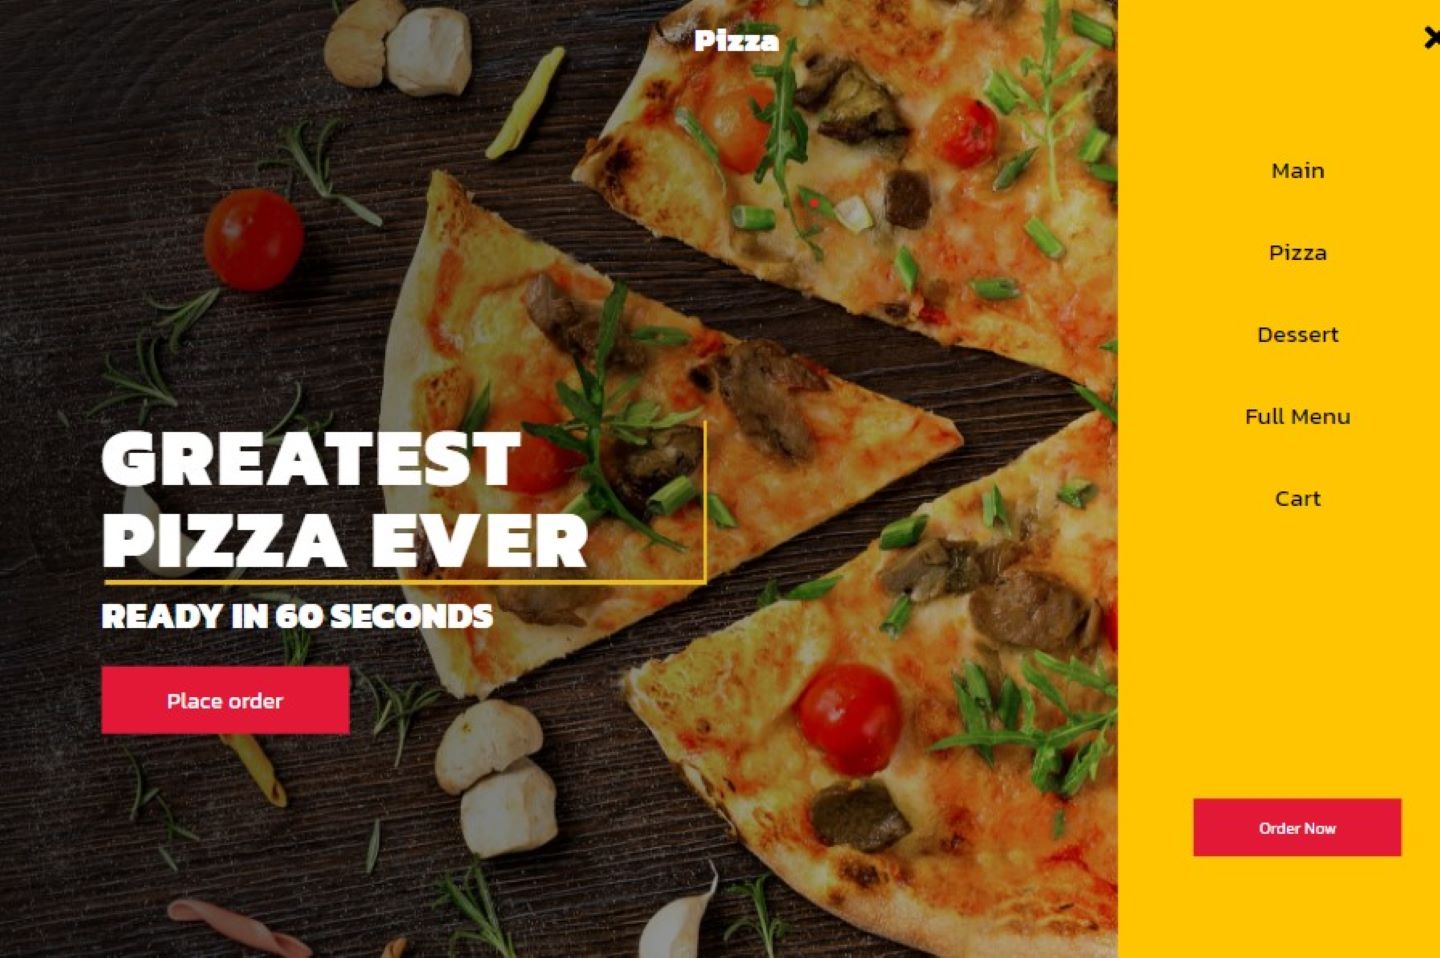 Pizza
GREATEST
PIZZA EVER
READY IN 60 SECONDS
Place order
Main
Pizza
Dessert
Full Menu
Cart
Order Now